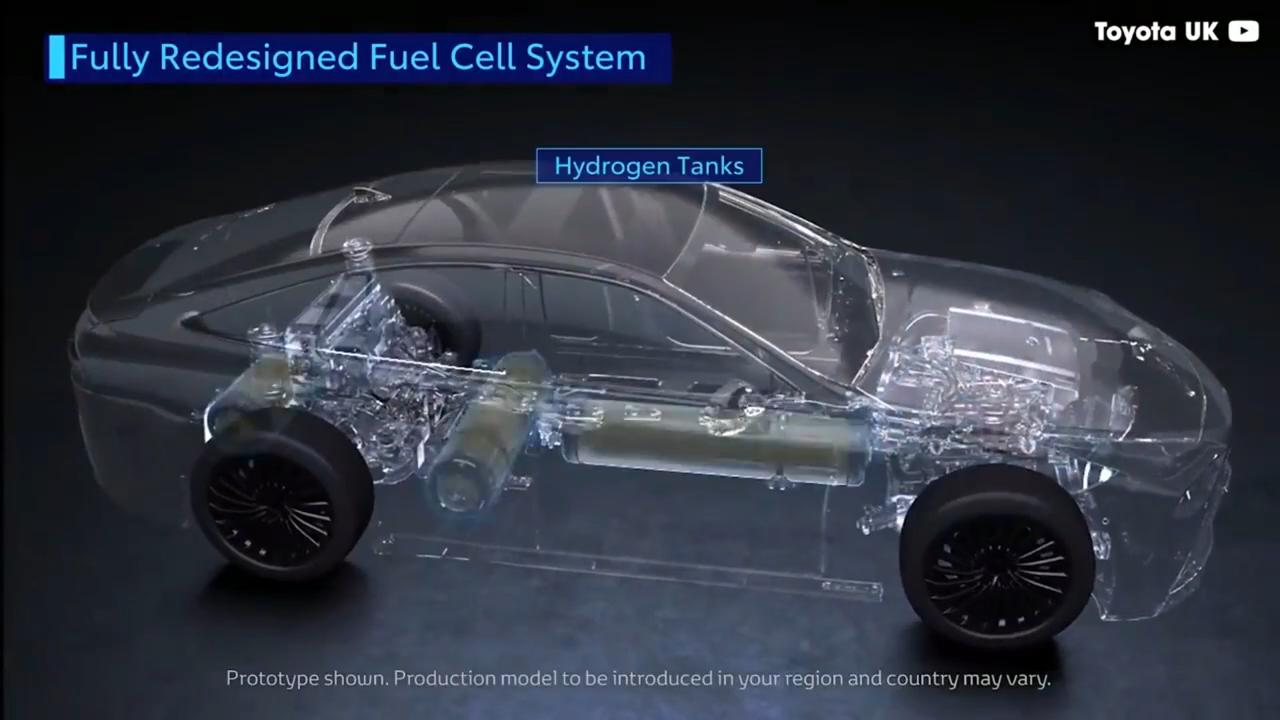 Fully Redesigned Fuel Cell System
Toyota UK
Hydrogen Tanks
Prototype shown. Production model to be introduced in your region and country may vary.